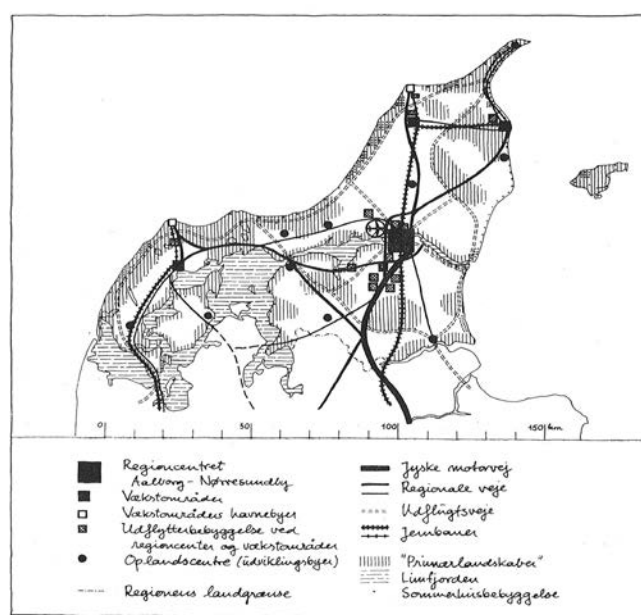 0 50 100 150 km
Regioncentret
Aalborg - Nørresundby
Vækstområder
Vækstområders havnebyer
Udflytterbebyggelse ved
regioncenter og vækstområder
Oplandscentre (udviklingsbyer)
Regionens landgrænse
Jyske motorvej
Regionale veje
Udflugtsveje
Jernbaner
"Primærlandskaber"
Limfjorden
Sommerhusbebyggelse